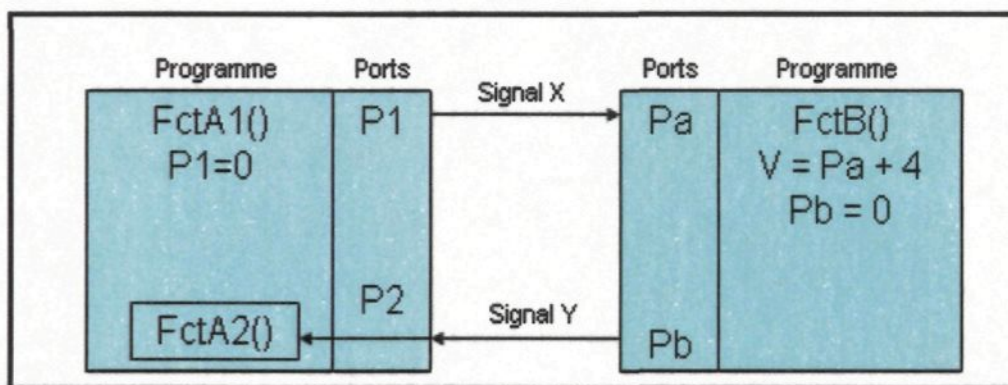 Programme Ports
FctA1() P1
P1=0
P2
FctA2()
Signal X
Signal Y
Ports Programme
Pa FctB()
V = Pa + 4
Pb = 0
Pb